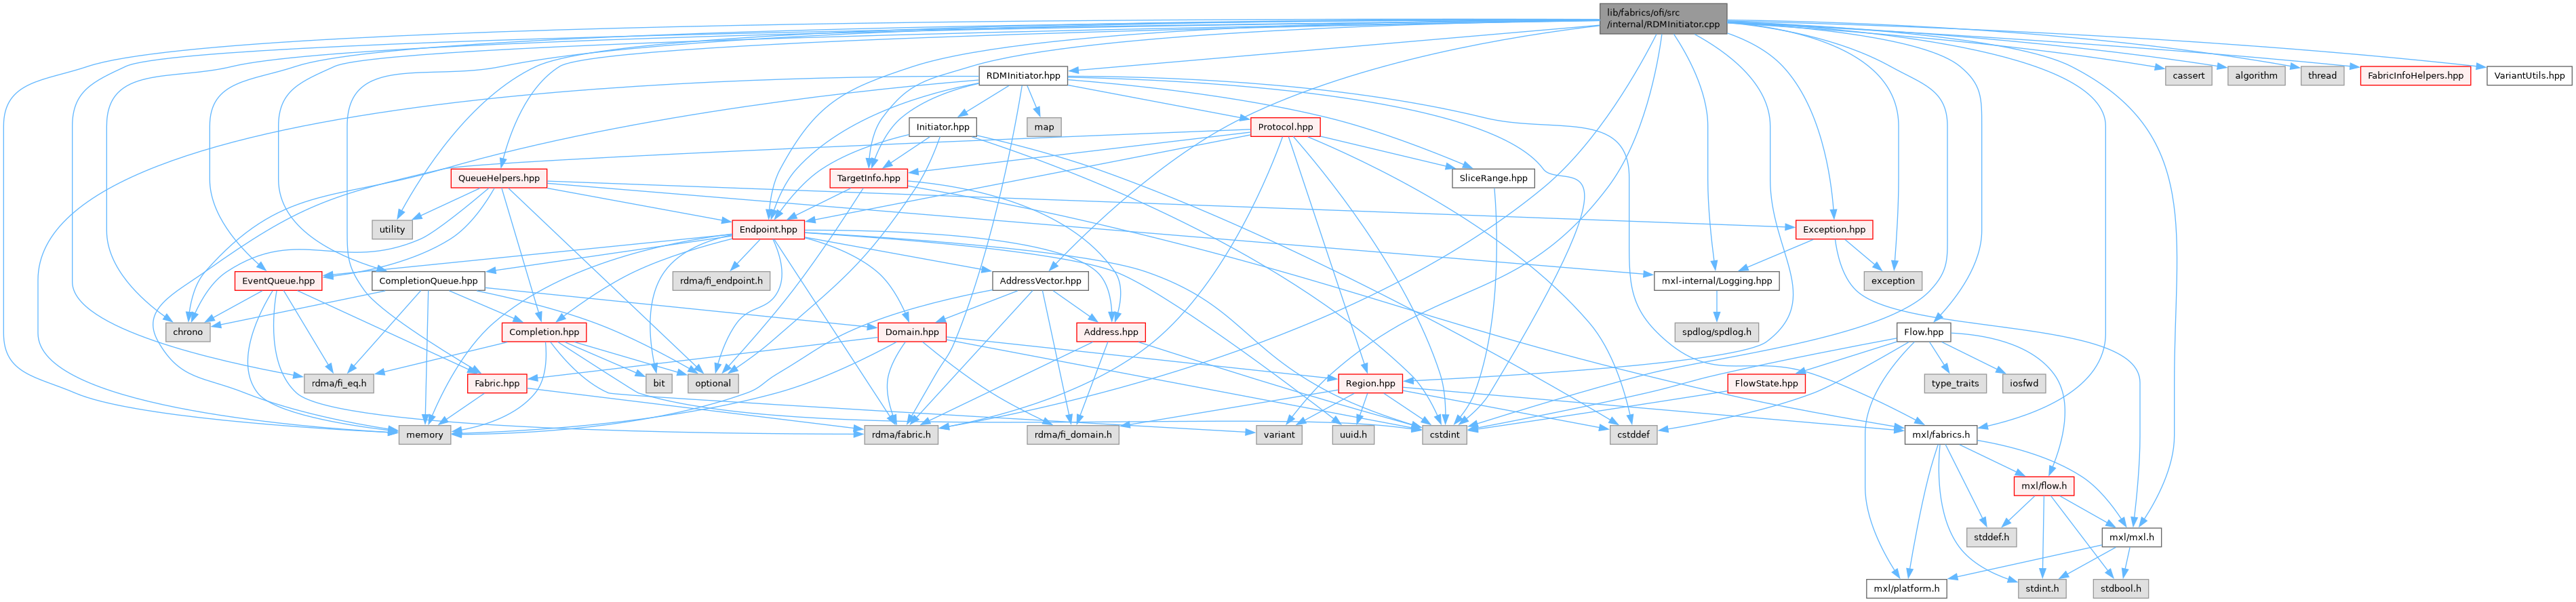 lib/fabrics/ofi/src
/internal/RDMInitiator.cpp
RDMInitiator.hpp
cassert
algorithm
thread
FabricInfoHelpers.hpp
VariantUtils.hpp
Initiator.hpp
map
Protocol.hpp
QueueHelpers.hpp
TargetInfo.hpp
SliceRange.hpp
utility
Endpoint.hpp
Exception.hpp
EventQueue.hpp
CompletionQueue.hpp
rdma/fi_endpoint.h
AddressVector.hpp
mxl-internal/Logging.hpp
exception
chrono
Completion.hpp
Domain.hpp
Address.hpp
spdlog/spdlog.h
Flow.hpp
rdma/fi_eq.h
Fabric.hpp
bit
optional
Region.hpp
FlowState.hpp
type_traits
iosfwd
memory
rdma/fabric.h
rdma/fi_domain.h
variant
uuid.h
cstdint
cstddef
mxl/fabrics.h
mxl/flow.h
stddef.h
mxl/mxl.h
mxl/platform.h
stdint.h
stdbool.h